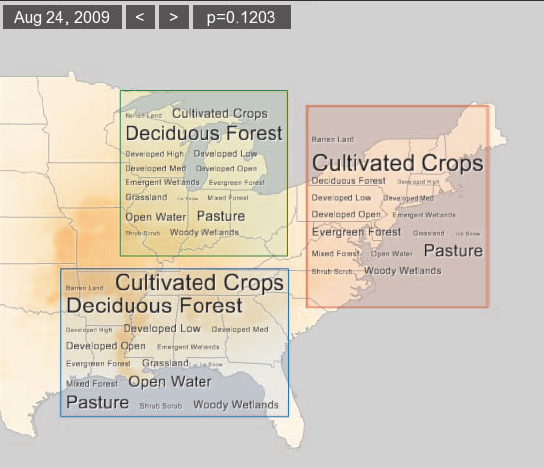 Aug 24, 2009 < > p=0.1203
Barren Land Cultivated Crops
Deciduous Forest
Developed High Developed Low
Developed Med Developed Open
Emergent Wetlands Evergreen Forest
Grassland Ice Snow Mixed Forest
Open Water Pasture
Shrub Scrub Woody Wetlands
Barren Land
Cultivated Crops
Deciduous Forest Developed High
Developed Low Developed Med
Developed Open Emergent Wetlands
Evergreen Forest Grassland Ice Snow
Mixed Forest Open Water Pasture
Shrub Scrub Woody Wetlands
Barren Land Cultivated Crops
Deciduous Forest
Developed High Developed Low Developed Med
Developed Open Emergent Wetlands
Evergreen Forest Grassland Ice Snow
Mixed Forest Open Water
Pasture Shrub Scrub Woody Wetlands